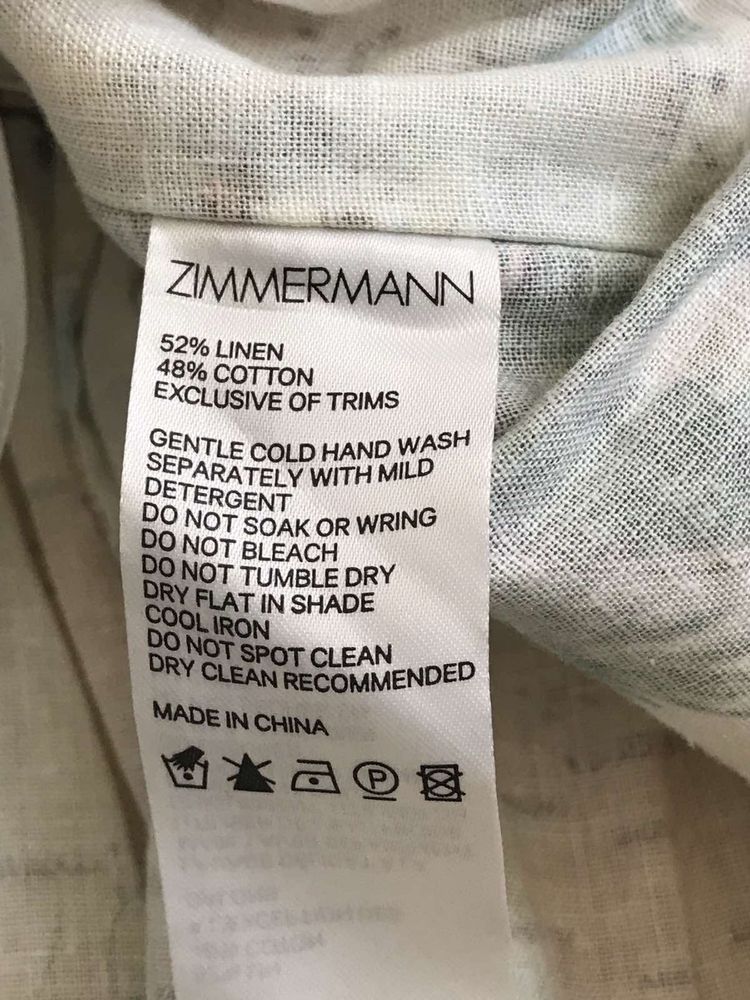 ZIMMERMANN
52% LINEN
48% COTTON
EXCLUSIVE OF TRIMS
GENTLE COLD HAND WASH
SEPARATELY WITH MILD
DETERGENT
DO NOT SOAK OR WRING
DO NOT BLEACH
DO NOT TUMBLE DRY
DRY FLAT IN SHADE
COOL IRON
DO NOT SPOT CLEAN
DRY CLEAN RECOMMENDED
MADE IN CHINA
P